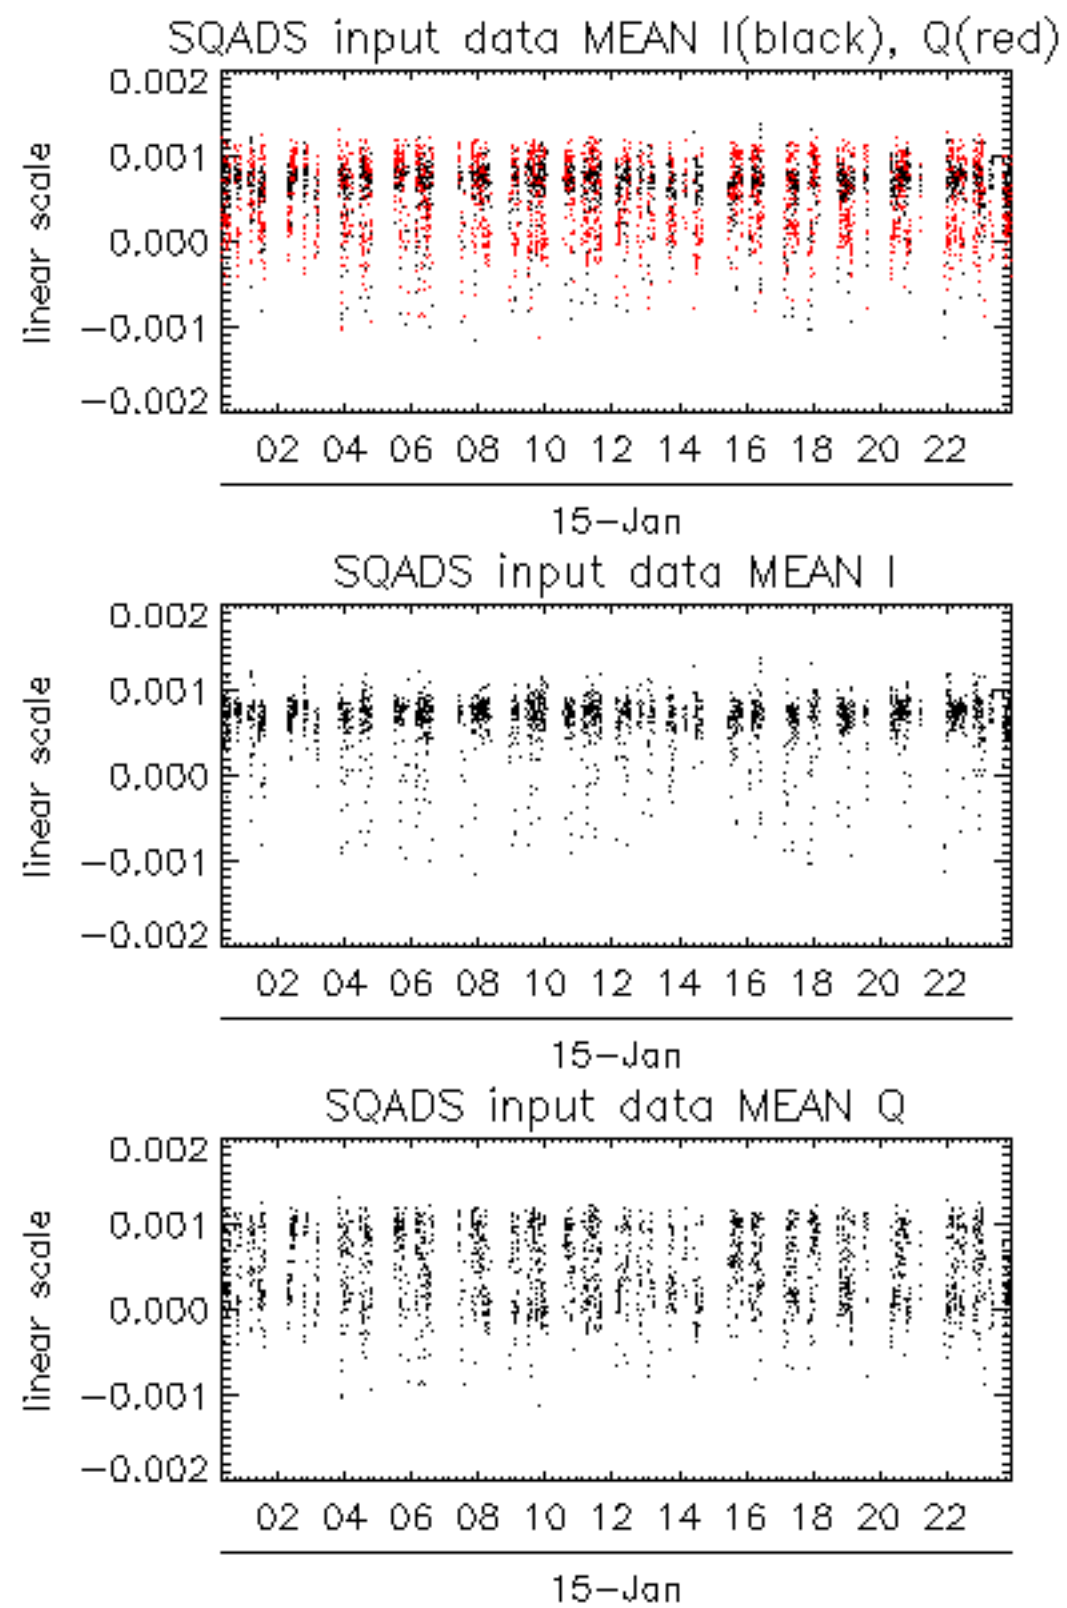 SQADS input data MEAN I(black), Q(red)
0.002
0.001
0.000
−0.001
−0.002
linear scale
02 04 06 08 10 12 14 16 18 20 22
15−Jan
SQADS input data MEAN I
0.002
0.001
0.000
−0.001
−0.002
linear scale
02 04 06 08 10 12 14 16 18 20 22
15−Jan
SQADS input data MEAN Q
0.002
0.001
0.000
−0.001
−0.002
linear scale
02 04 06 08 10 12 14 16 18 20 22
15−Jan